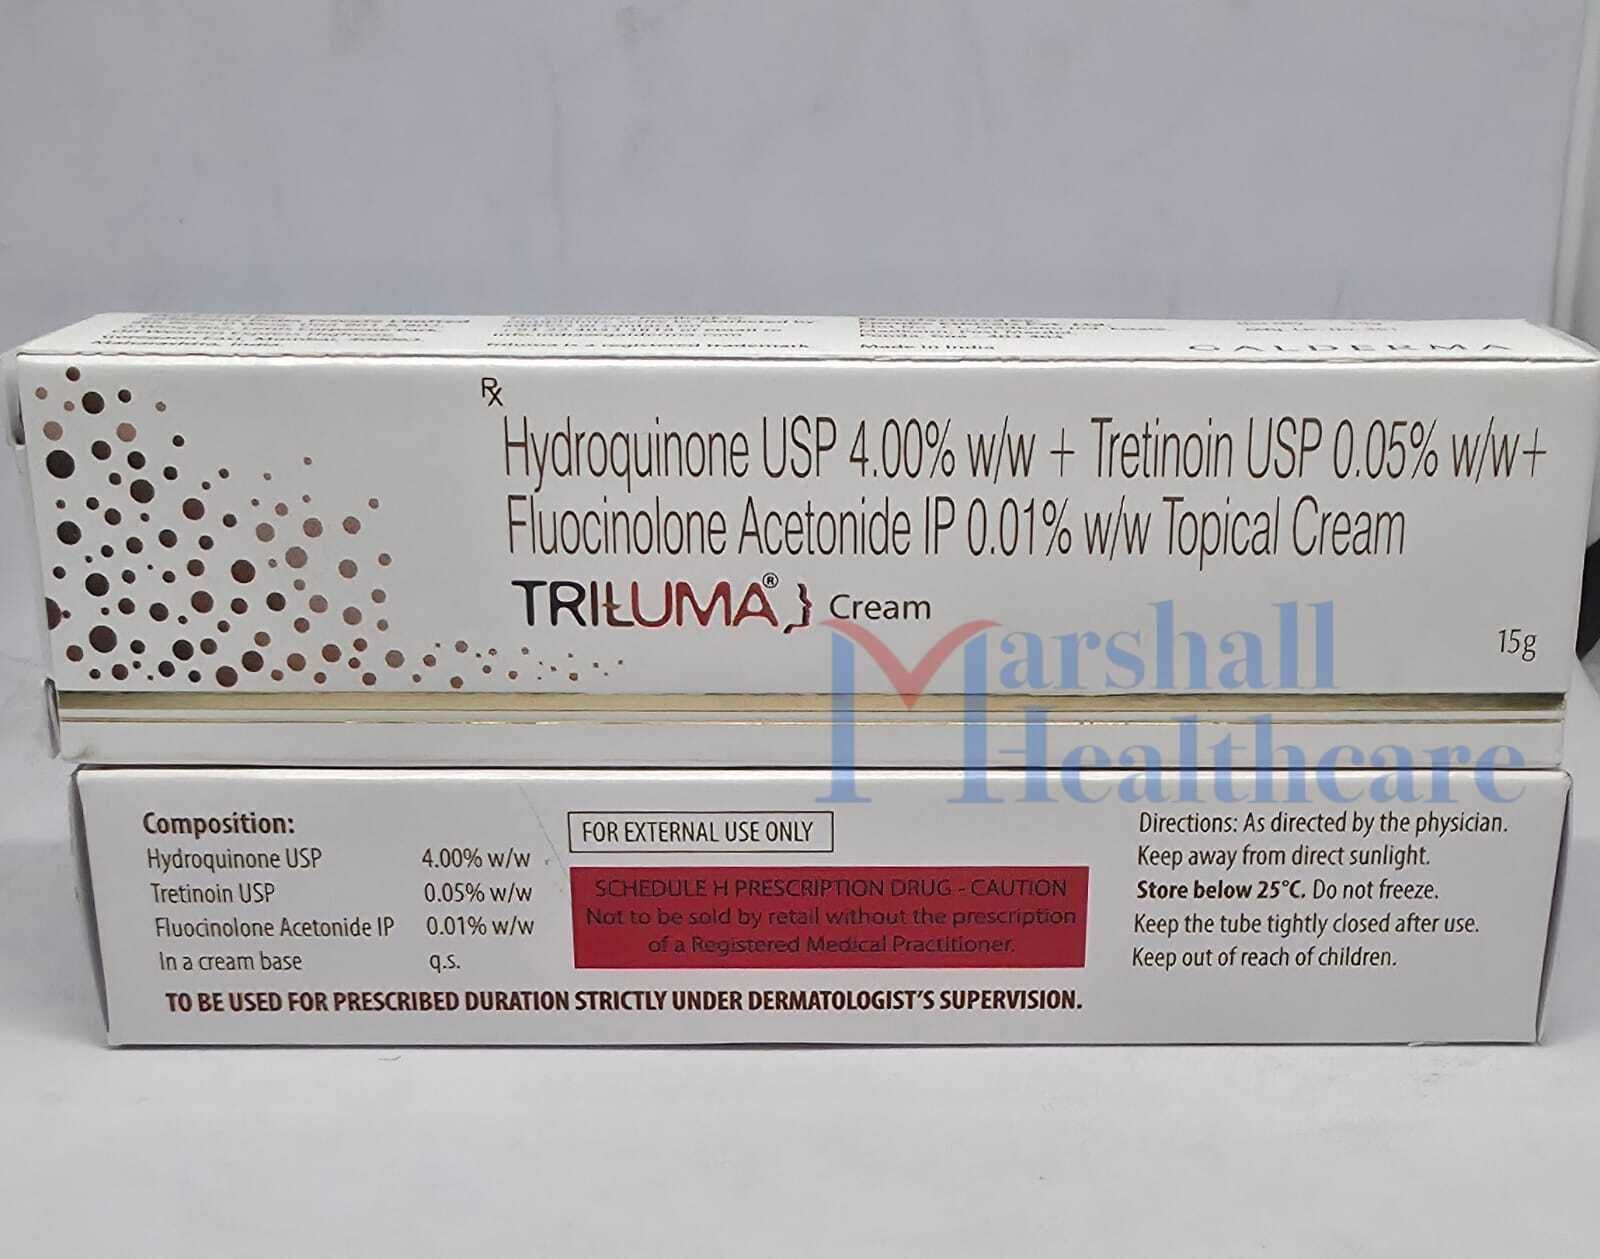 Made in India
GALDERMA
Rx
Hydroquinone USP 4.00% w/w + Tretinoin USP 0.05% w/w+
Fluocinolone Acetonide IP 0.01% w/w Topical Cream
TRILUMA® Cream
15g
Marshall
Healthcare
Composition:
Hydroquinone USP 4.00% w/w
Tretinoin USP 0.05% w/w
Fluocinolone Acetonide IP 0.01% w/w
In a cream base q.s.
FOR EXTERNAL USE ONLY
SCHEDULE H PRESCRIPTION DRUG - CAUTION
Not to be sold by retail without the prescription
of a Registered Medical Practitioner.
TO BE USED FOR PRESCRIBED DURATION STRICTLY UNDER DERMATOLOGIST'S SUPERVISION.
Directions: As directed by the physician.
Keep away from direct sunlight.
Store below 25°C. Do not freeze.
Keep the tube tightly closed after use.
Keep out of reach of children.